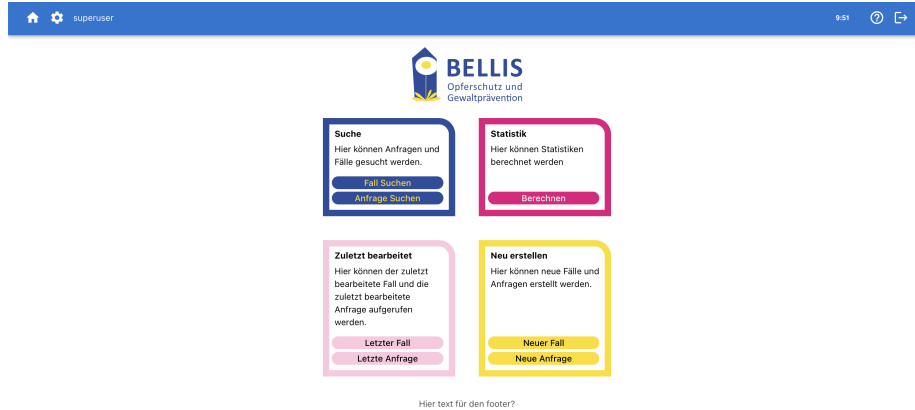 superuser
9:51
BELLIS
Opferschutz und
Gewaltprävention
Suche
Hier können Anfragen und
Fälle gesucht werden.
Fall Suchen
Anfrage Suchen
Statistik
Hier können Statistiken
berechnet werden
Berechnen
Zuletzt bearbeitet
Hier können der zuletzt
bearbeitete Fall und die
zuletzt bearbeitete
Anfrage aufgerufen
werden.
Letzter Fall
Letzte Anfrage
Neu erstellen
Hier können neue Fälle und
Anfragen erstellt werden.
Neuer Fall
Neue Anfrage
Hier text für den footer?